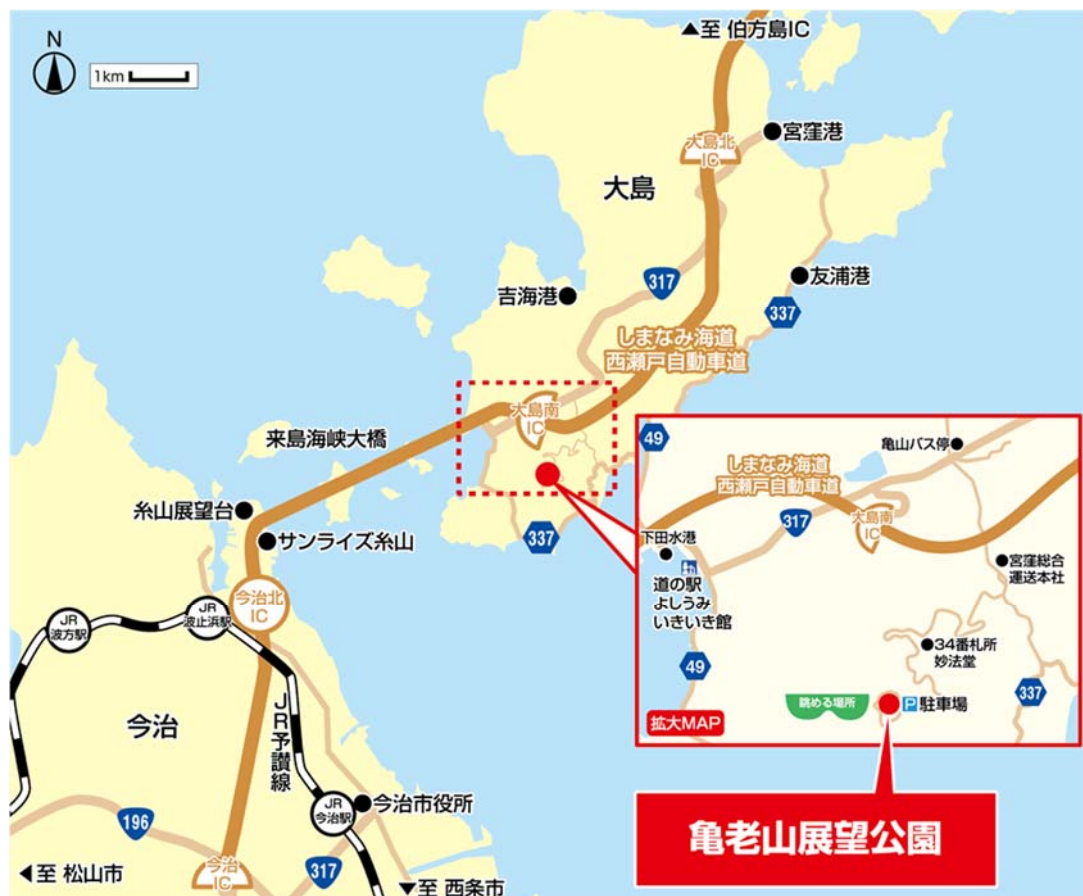 N
1km
▲至 伯方島IC
宮窪港
大島北
IC
大島
317
友浦港
吉海港
337
しまなみ海道
西瀬戸自動車道
大島南
IC
来島海峡大橋
糸山展望台
サンライズ糸山
337
今治北
IC
JR
波止浜駅
JR
波方駅
今治
JR予讃線
JR
今治駅
今治市役所
196
317
今治
IC
◀至 松山市
▼至 西条市
49
亀山バス停
しまなみ海道
西瀬戸自動車道
317
大島南
IC
下田水港
道の駅
よしうみ
いきいき館
宮窪総合
運送本社
34番札所
妙法堂
49
337
眺める場所
P 駐車場
拡大MAP
亀老山展望公園